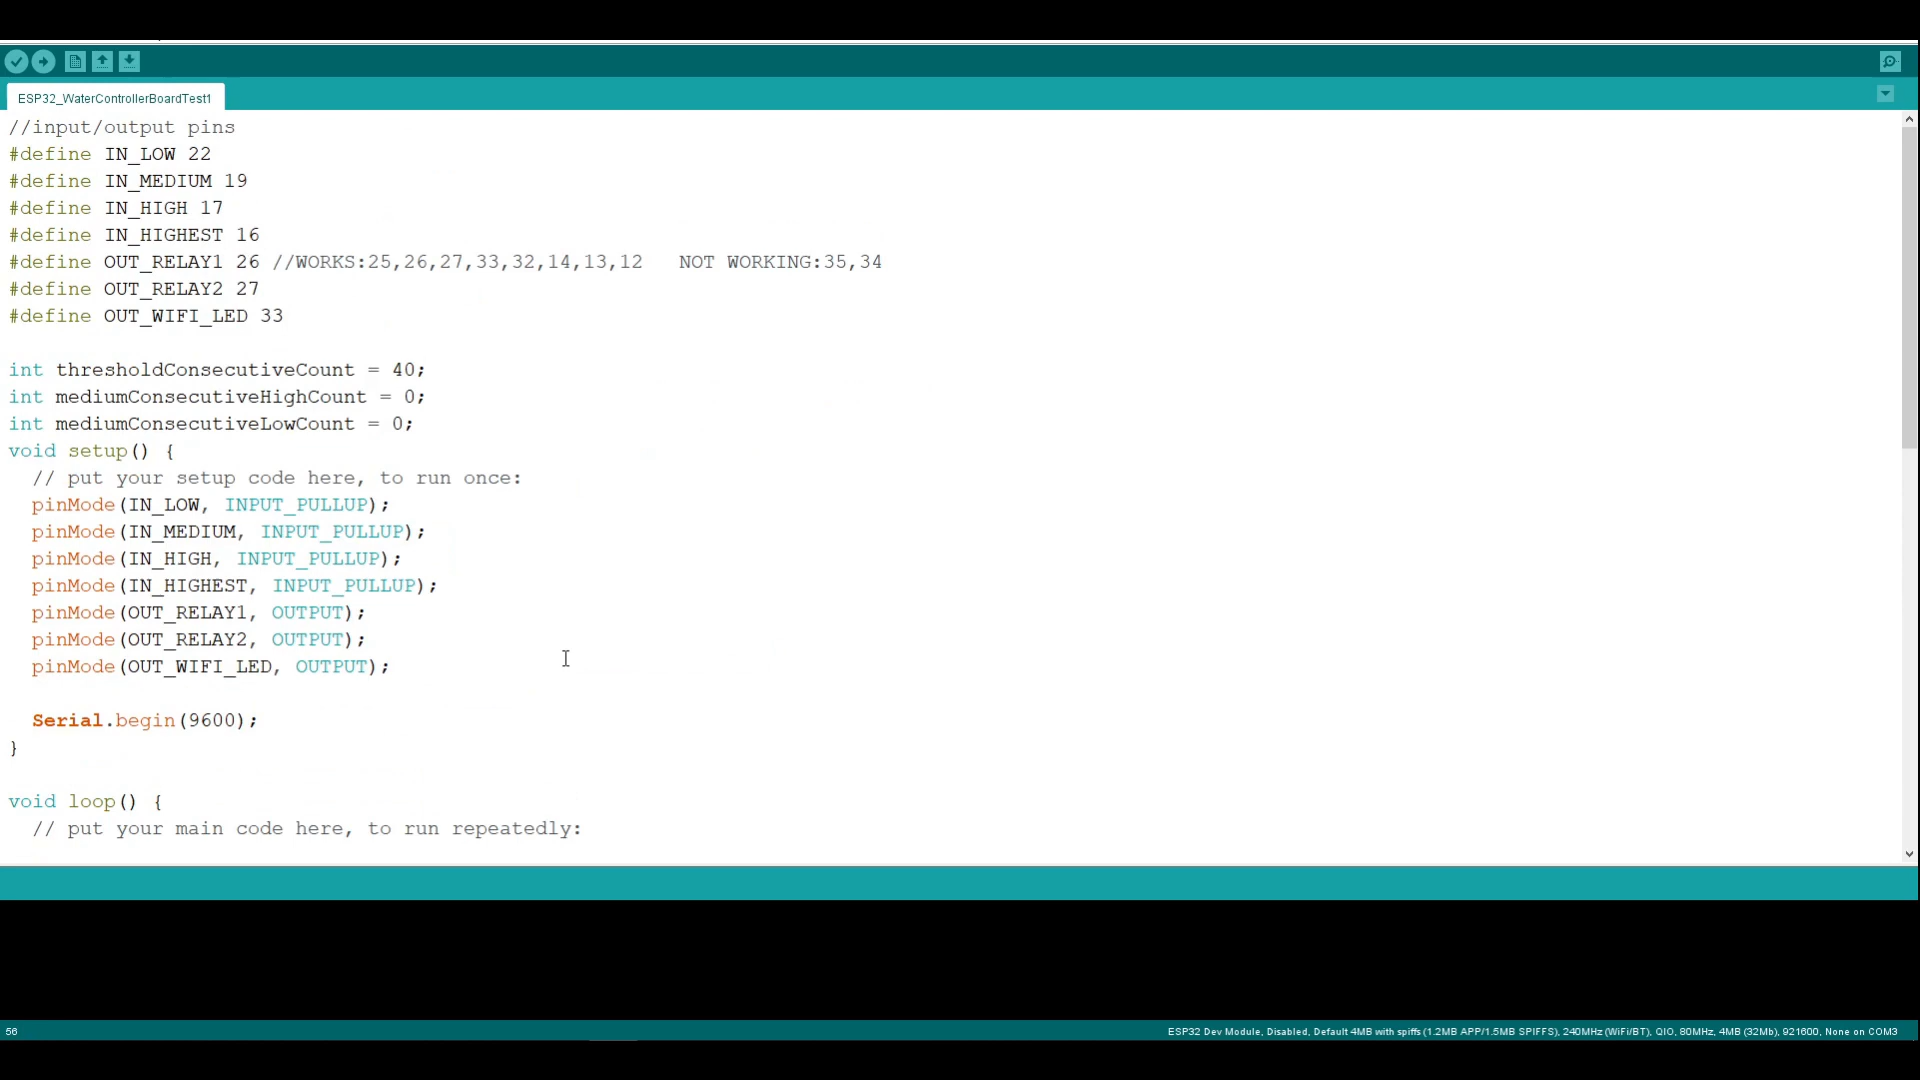 ESP32_WaterControllerBoardTest1
//input/output pins
#define IN_LOW 22
#define IN_MEDIUM 19
#define IN_HIGH 17
#define IN_HIGHEST 16
#define OUT_RELAY1 26 //WORKS:25,26,27,33,32,14,13,12   NOT WORKING:35,34
#define OUT_RELAY2 27
#define OUT_WIFI_LED 33
int thresholdConsecutiveCount = 40;
int mediumConsecutiveHighCount = 0;
int mediumConsecutiveLowCount = 0;
void setup() {
  // put your setup code here, to run once:
  pinMode(IN_LOW, INPUT_PULLUP);
  pinMode(IN_MEDIUM, INPUT_PULLUP);
  pinMode(IN_HIGH, INPUT_PULLUP);
  pinMode(IN_HIGHEST, INPUT_PULLUP);
  pinMode(OUT_RELAY1, OUTPUT);
  pinMode(OUT_RELAY2, OUTPUT);
  pinMode(OUT_WIFI_LED, OUTPUT);
  Serial.begin(9600);
}
void loop() {
  // put your main code here, to run repeatedly:
56
ESP32 Dev Module, Disabled, Default 4MB with spiffs (1.2MB APP/1.5MB SPIFFS), 240MHz (WiFi/BT), QIO, 80MHz, 4MB (32Mb), 921600, None on COM3